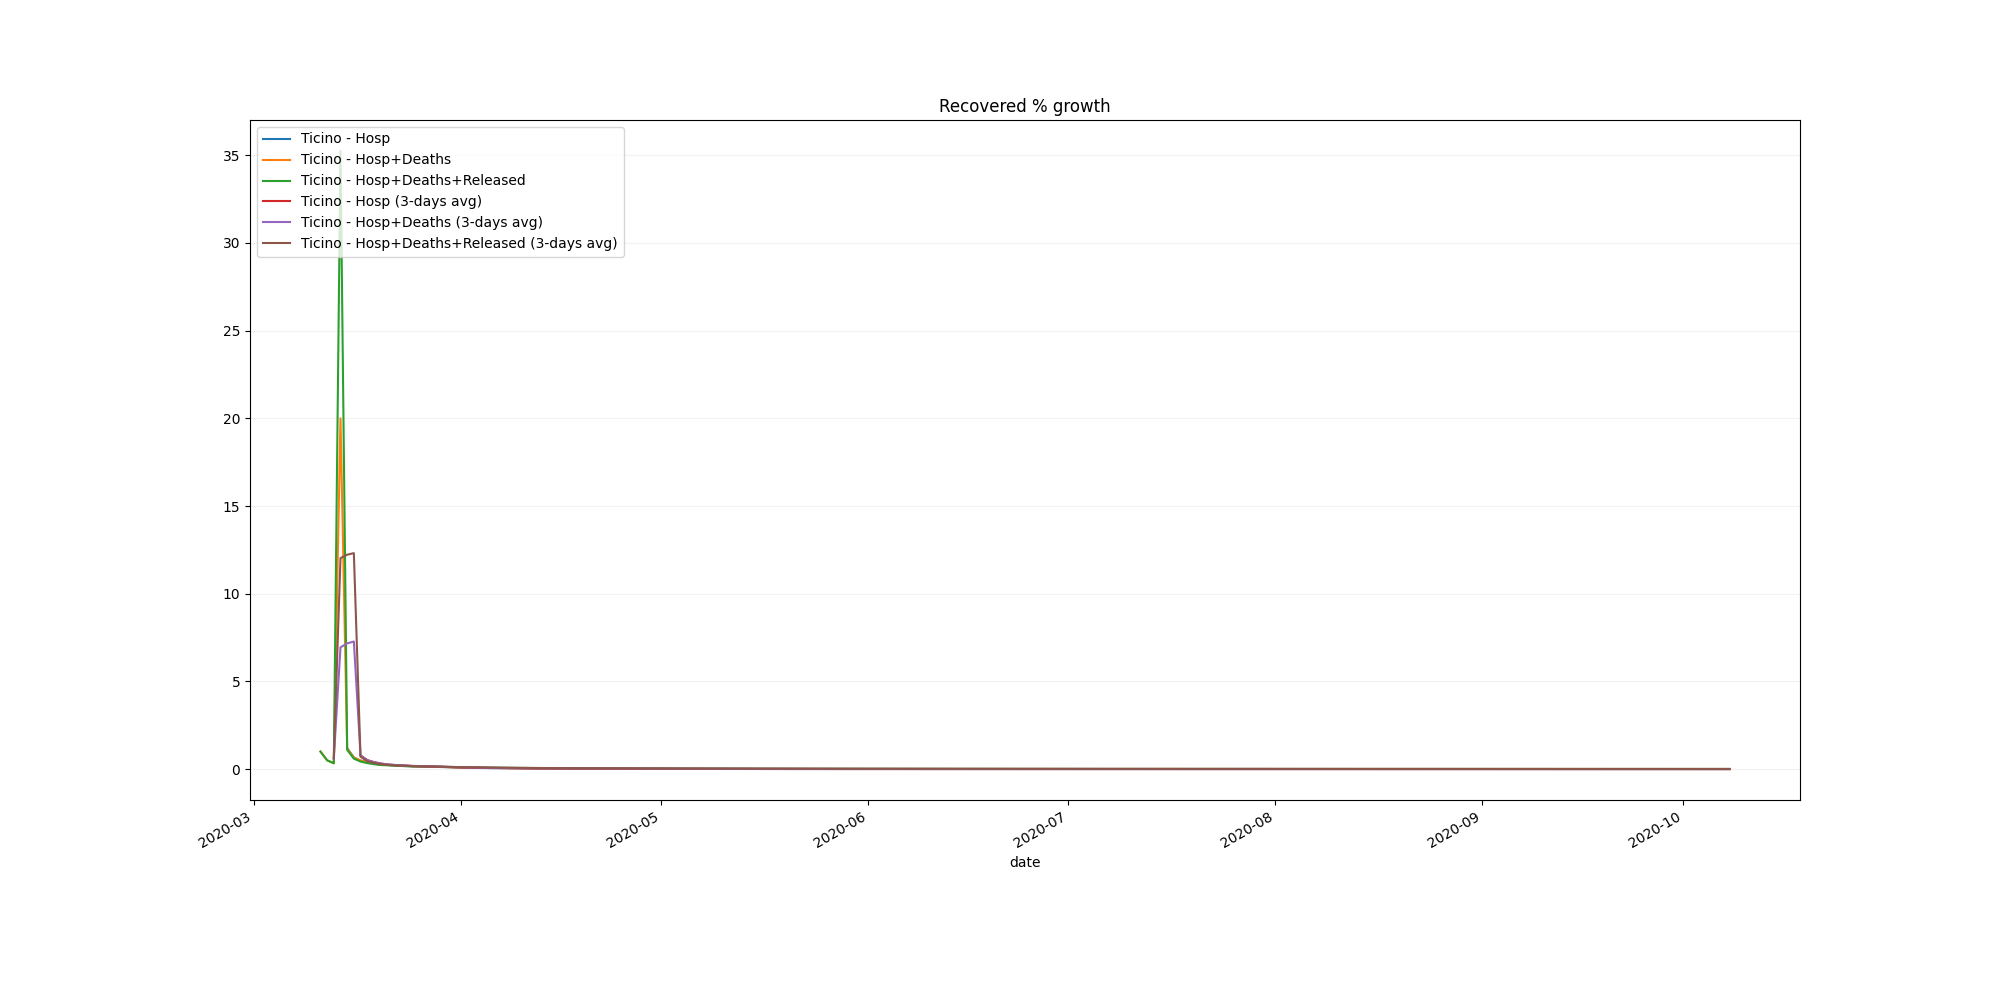 Recovered % growth
Ticino - Hosp
Ticino - Hosp+Deaths
Ticino - Hosp+Deaths+Released
Ticino - Hosp (3-days avg)
Ticino - Hosp+Deaths (3-days avg)
Ticino - Hosp+Deaths+Released (3-days avg)
35
30
25
20
15
10
5
0
2020-03
2020-04
2020-05
2020-06
2020-07
2020-08
2020-09
2020-10
date